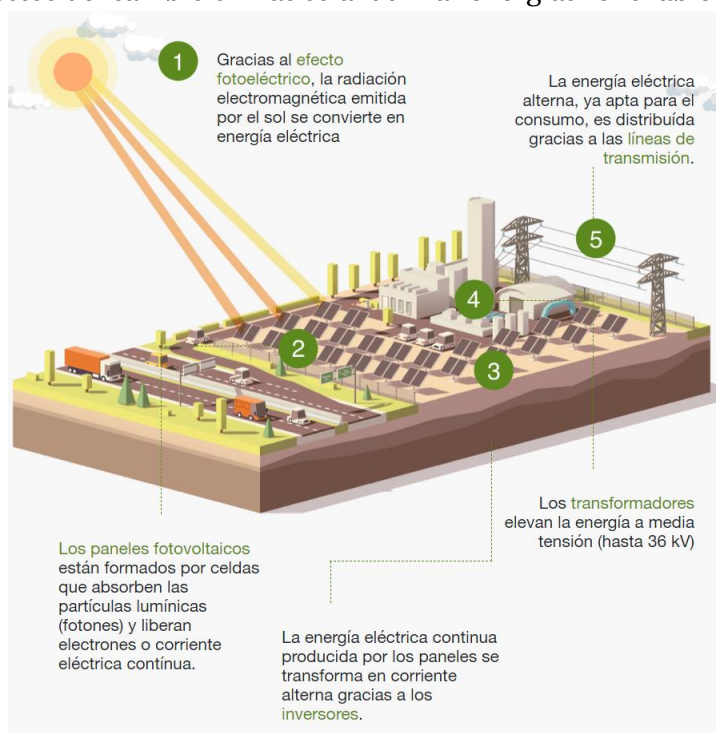 1
Gracias al efecto
fotoeléctrico, la radiación
electromagnética emitida
por el sol se convierte en
energía eléctrica
La energía eléctrica
alterna, ya apta para el
consumo, es distribuída
gracias a las líneas de
transmisión.
5
4
2
3
Los transformadores
elevan la energía a media
tensión (hasta 36 kV)
Los paneles fotovoltaicos
están formados por celdas
que absorben las
partículas lumínicas
(fotones) y liberan
electrones o corriente
eléctrica contínua.
La energía eléctrica continua
producida por los paneles se
transforma en corriente
alterna gracias a los
inversores.